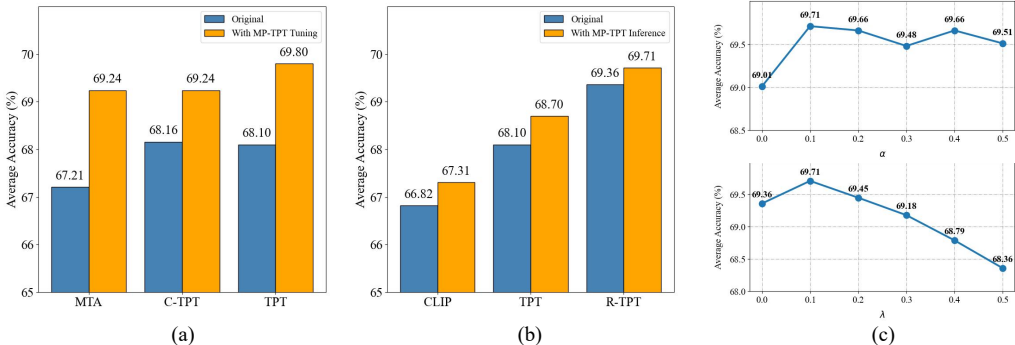 Original
With MP-TPT Tuning
Average Accuracy (%)
70
69
68
67
66
65
67.21
69.24
68.16
69.24
68.10
69.80
MTA
C-TPT
TPT
(a)
Original
With MP-TPT Inference
Average Accuracy (%)
70
69
68
67
66
65
66.82
67.31
68.10
68.70
69.36
69.71
CLIP
TPT
R-TPT
(b)
Average Accuracy (%)
69.5
69.0
68.5
69.01
69.71
69.66
69.48
69.66
69.51
0.0
0.1
0.2
0.3
0.4
0.5
α
Average Accuracy (%)
69.5
69.0
68.5
68.0
69.36
69.71
69.45
69.18
68.79
68.36
0.0
0.1
0.2
0.3
0.4
0.5
λ
(c)